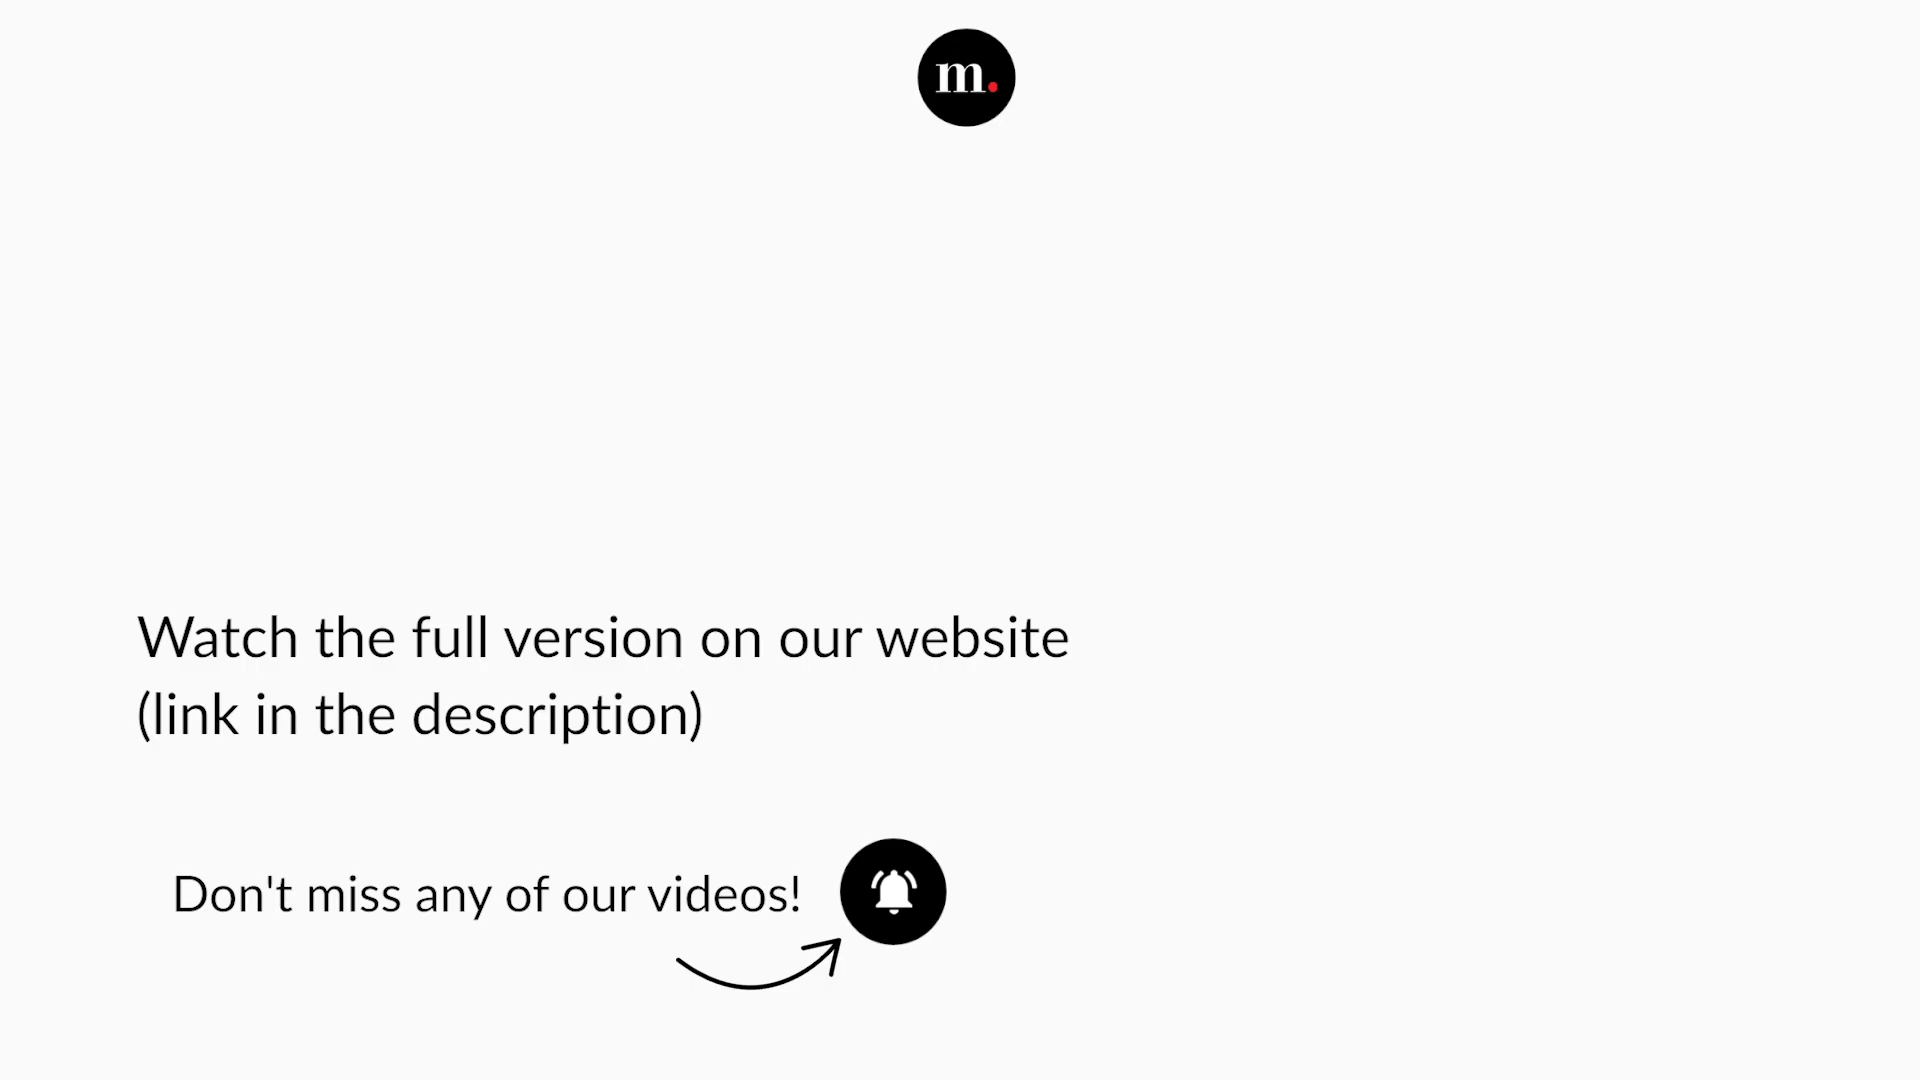 m.
Watch the full version on our website
(link in the description)
Don't miss any of our videos!